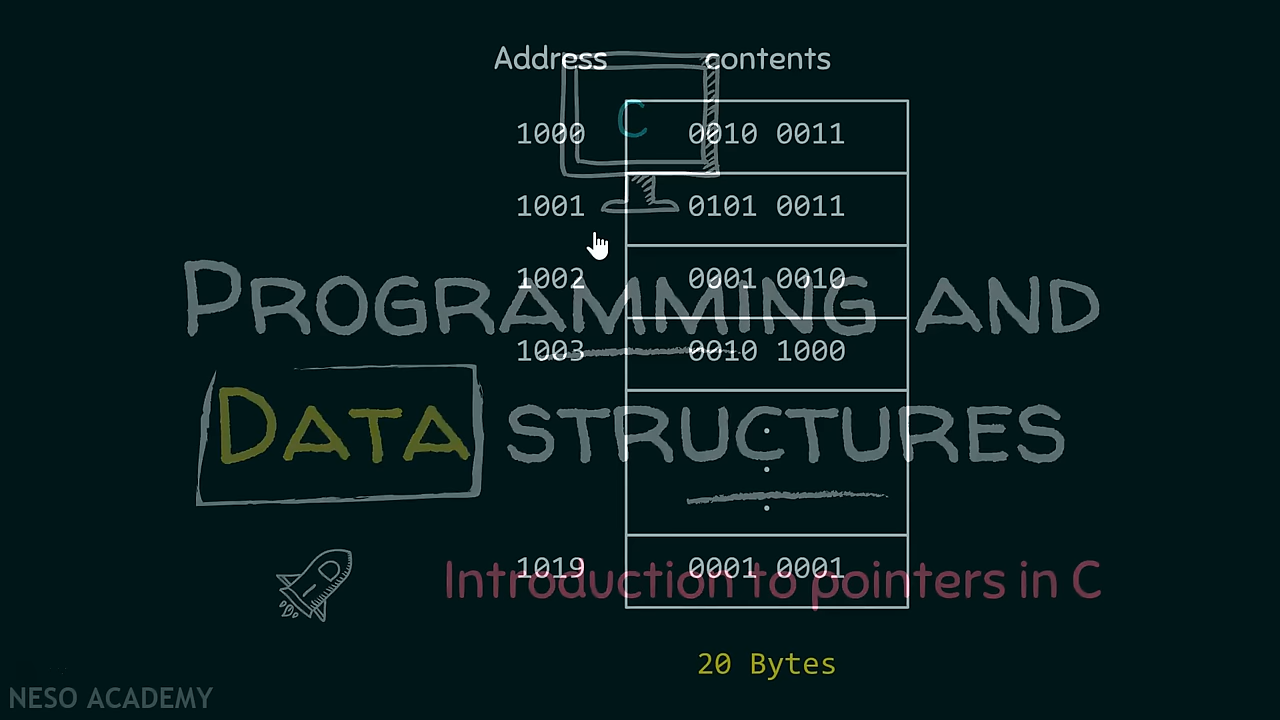 Address contents
C
1000 0010 0011
1001 0101 0011
1002 0001 0010
PROGRAMMING AND
1003 0010 1000
DATA STRUCTURES
1019 0001 0001
Introduction to pointers in C
20 Bytes
NESO ACADEMY